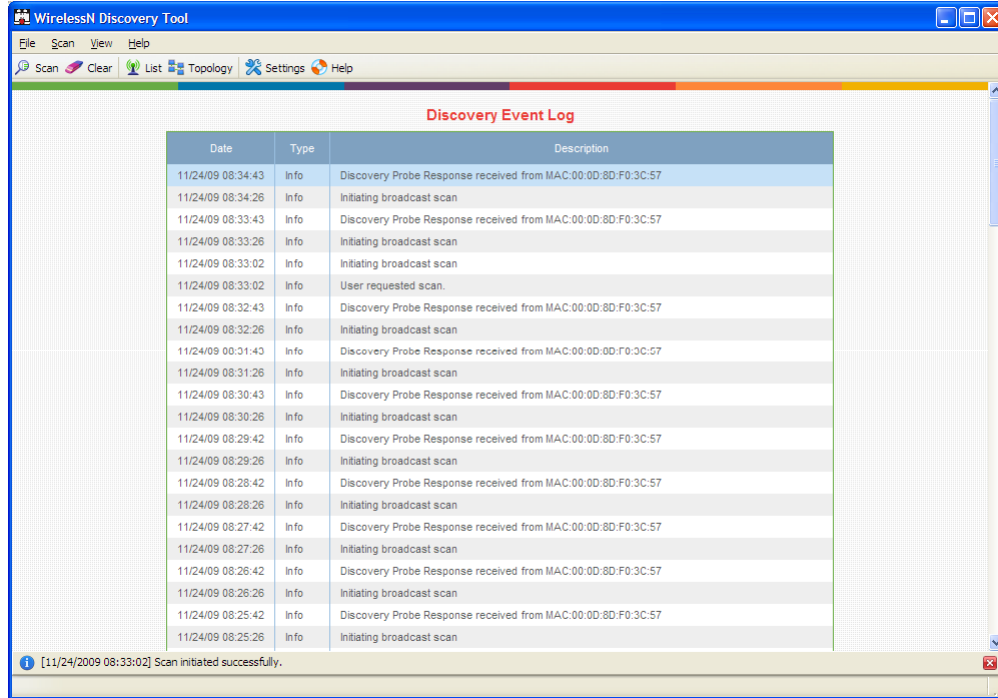 WirelessN Discovery Tool
File Scan View Help
Scan Clear List Topology Settings Help
Discovery Event Log
Date Type Description
11/24/09 08:34:43 Info Discovery Probe Response received from MAC:00:0D:8D:F0:3C:57
11/24/09 08:34:26 Info Initiating broadcast scan
11/24/09 08:33:43 Info Discovery Probe Response received from MAC:00:0D:8D:F0:3C:57
11/24/09 08:33:26 Info Initiating broadcast scan
11/24/09 08:33:02 Info Initiating broadcast scan
11/24/09 08:33:02 Info User requested scan.
11/24/09 08:32:43 Info Discovery Probe Response received from MAC:00:0D:8D:F0:3C:57
11/24/09 08:32:26 Info Initiating broadcast scan
11/24/09 08:31:43 Info Discovery Probe Response received from MAC:00:0D:8D:F0:3C:57
11/24/09 08:31:26 Info Initiating broadcast scan
11/24/09 08:30:43 Info Discovery Probe Response received from MAC:00:0D:8D:F0:3C:57
11/24/09 08:30:26 Info Initiating broadcast scan
11/24/09 08:29:42 Info Discovery Probe Response received from MAC:00:0D:8D:F0:3C:57
11/24/09 08:29:26 Info Initiating broadcast scan
11/24/09 08:28:42 Info Discovery Probe Response received from MAC:00:0D:8D:F0:3C:57
11/24/09 08:28:26 Info Initiating broadcast scan
11/24/09 08:27:42 Info Discovery Probe Response received from MAC:00:0D:8D:F0:3C:57
11/24/09 08:27:26 Info Initiating broadcast scan
11/24/09 08:26:42 Info Discovery Probe Response received from MAC:00:0D:8D:F0:3C:57
11/24/09 08:26:26 Info Initiating broadcast scan
11/24/09 08:25:42 Info Discovery Probe Response received from MAC:00:0D:8D:F0:3C:57
11/24/09 08:25:26 Info Initiating broadcast scan
[11/24/2009 08:33:02] Scan initiated successfully.